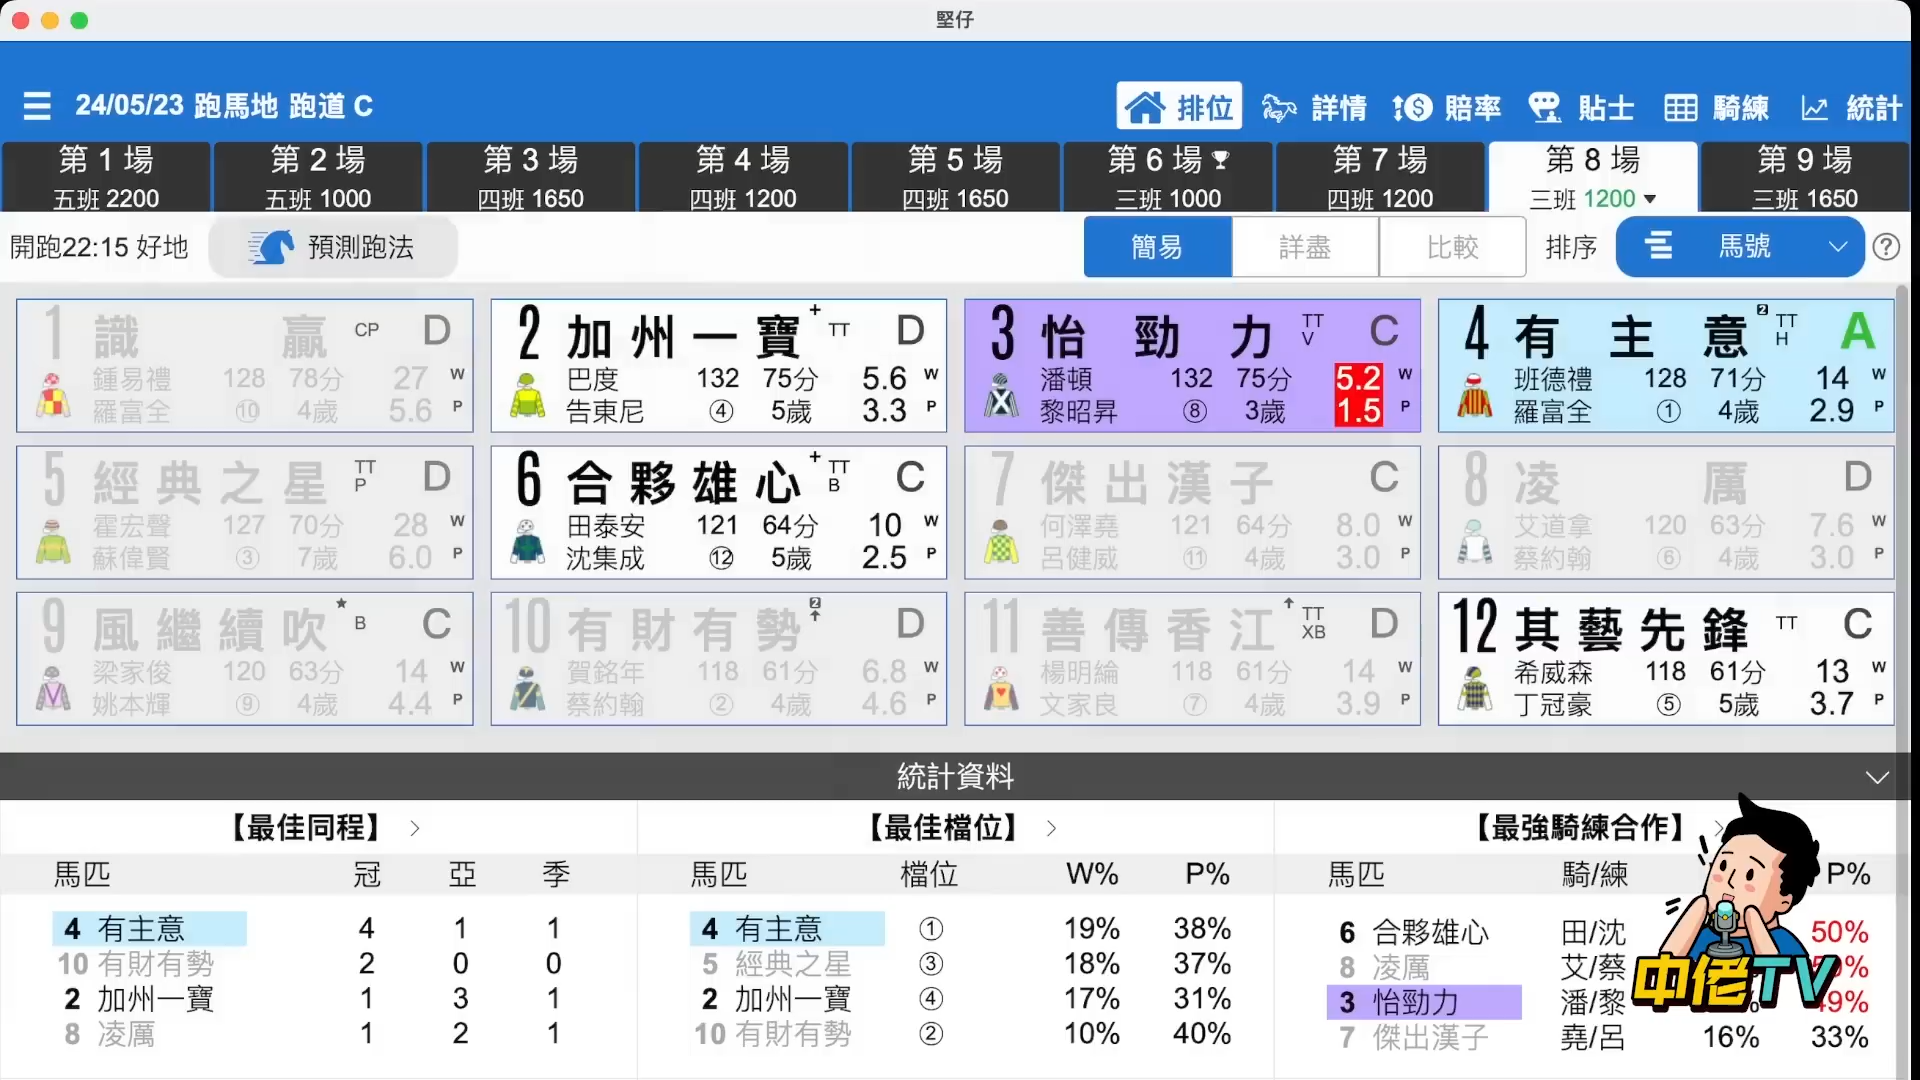 堅仔
24/05/23 跑馬地 跑道 C
排位 詳情 賠率 貼士 騎練 統計
第 1 場 第 2 場 第 3 場 第 4 場 第 5 場 第 6 場 第 7 場 第 8 場 第 9 場
五班 2200 五班 1000 四班 1650 四班 1200 四班 1650 三班 1000 四班 1200 三班 1200 三班 1650
開跑22:15 好地 預測跑法 簡易 詳盡 比較 排序 馬號 ?
1 識贏 CP D
鍾易禮 128 78分 27 W
羅富全 ⑩ 4歲 5.6 P
2 加州一寶 + TT D
巴度 132 75分 5.6 W
告東尼 ④ 5歲 3.3 P
3 怡勁力 TT V C
潘頓 132 75分 5.2 W
黎昭昇 ⑧ 3歲 1.5 P
4 有主意 2 TT H A
班德禮 128 71分 14 W
羅富全 ① 4歲 2.9 P
5 經典之星 TT P D
霍宏聲 127 70分 28 W
蘇偉賢 ③ 7歲 6.0 P
6 合夥雄心 + TT B C
田泰安 121 64分 10 W
沈集成 ⑫ 5歲 2.5 P
7 傑出漢子 C
何澤堯 121 64分 8.0 W
呂健威 ⑪ 4歲 3.0 P
8 凌厲 D
艾道拿 120 63分 7.6 W
蔡約翰 ⑥ 4歲 3.0 P
9 風繼續吹 ★ B C
梁家俊 120 63分 14 W
姚本輝 ⑨ 4歲 4.4 P
10 有財有勢 2 ↑ D
賀銘年 118 61分 6.8 W
蔡約翰 ② 4歲 4.6 P
11 善傳香江 ↑ TT XB D
楊明綸 118 61分 14 W
文家良 ⑦ 4歲 3.9 P
12 其藝先鋒 TT C
希威森 118 61分 13 W
丁冠豪 ⑤ 5歲 3.7 P
統計資料
【最佳同程】
馬匹 冠 亞 季
4 有主意 4 1 1
10 有財有勢 2 0 0
2 加州一寶 1 3 1
8 凌厲 1 2 1
【最佳檔位】
馬匹 檔位 W% P%
4 有主意 ① 19% 38%
5 經典之星 ③ 18% 37%
2 加州一寶 ④ 17% 31%
10 有財有勢 ② 10% 40%
【最強騎練合作】
馬匹 騎/練 P%
6 合夥雄心 田/沈 50%
8 凌厲 艾/蔡
3 怡勁力 潘/黎 49%
7 傑出漢子 堯/呂 16% 33%
中佬TV